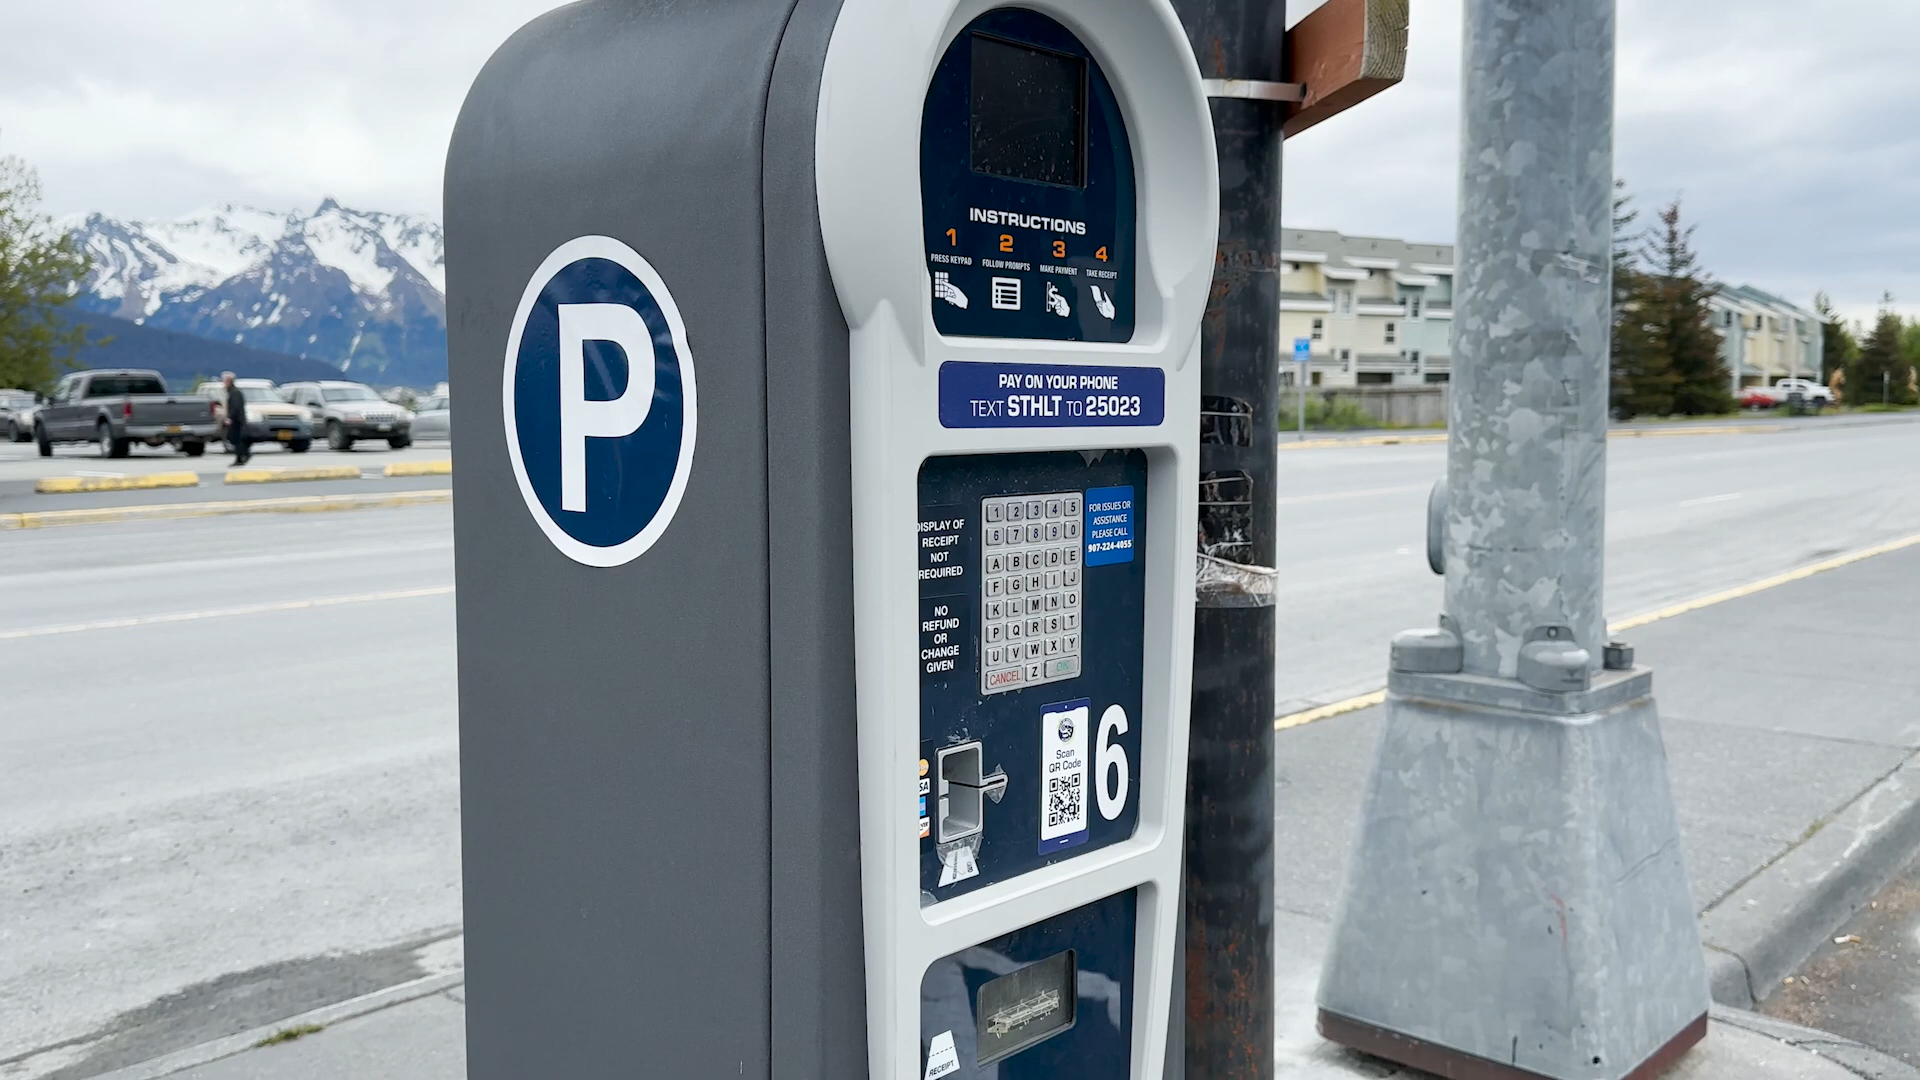 P
INSTRUCTIONS
1 2 3 4
PRESS KEYPAD FOLLOW PROMPTS MAKE PAYMENT TAKE RECEIPT
PAY ON YOUR PHONE
TEXT STHLT TO 25023
DISPLAY OF
RECEIPT
NOT
REQUIRED
NO
REFUND
OR
CHANGE
GIVEN
1 2 3 4 5
6 7 8 9 0
A B C D E
F G H I J
K L M N O
P Q R S T
U V W X Y
CANCEL Z OK
FOR ISSUES OR
ASSISTANCE
PLEASE CALL
907-224-4055
Scan
QR Code
6
RECEIPT